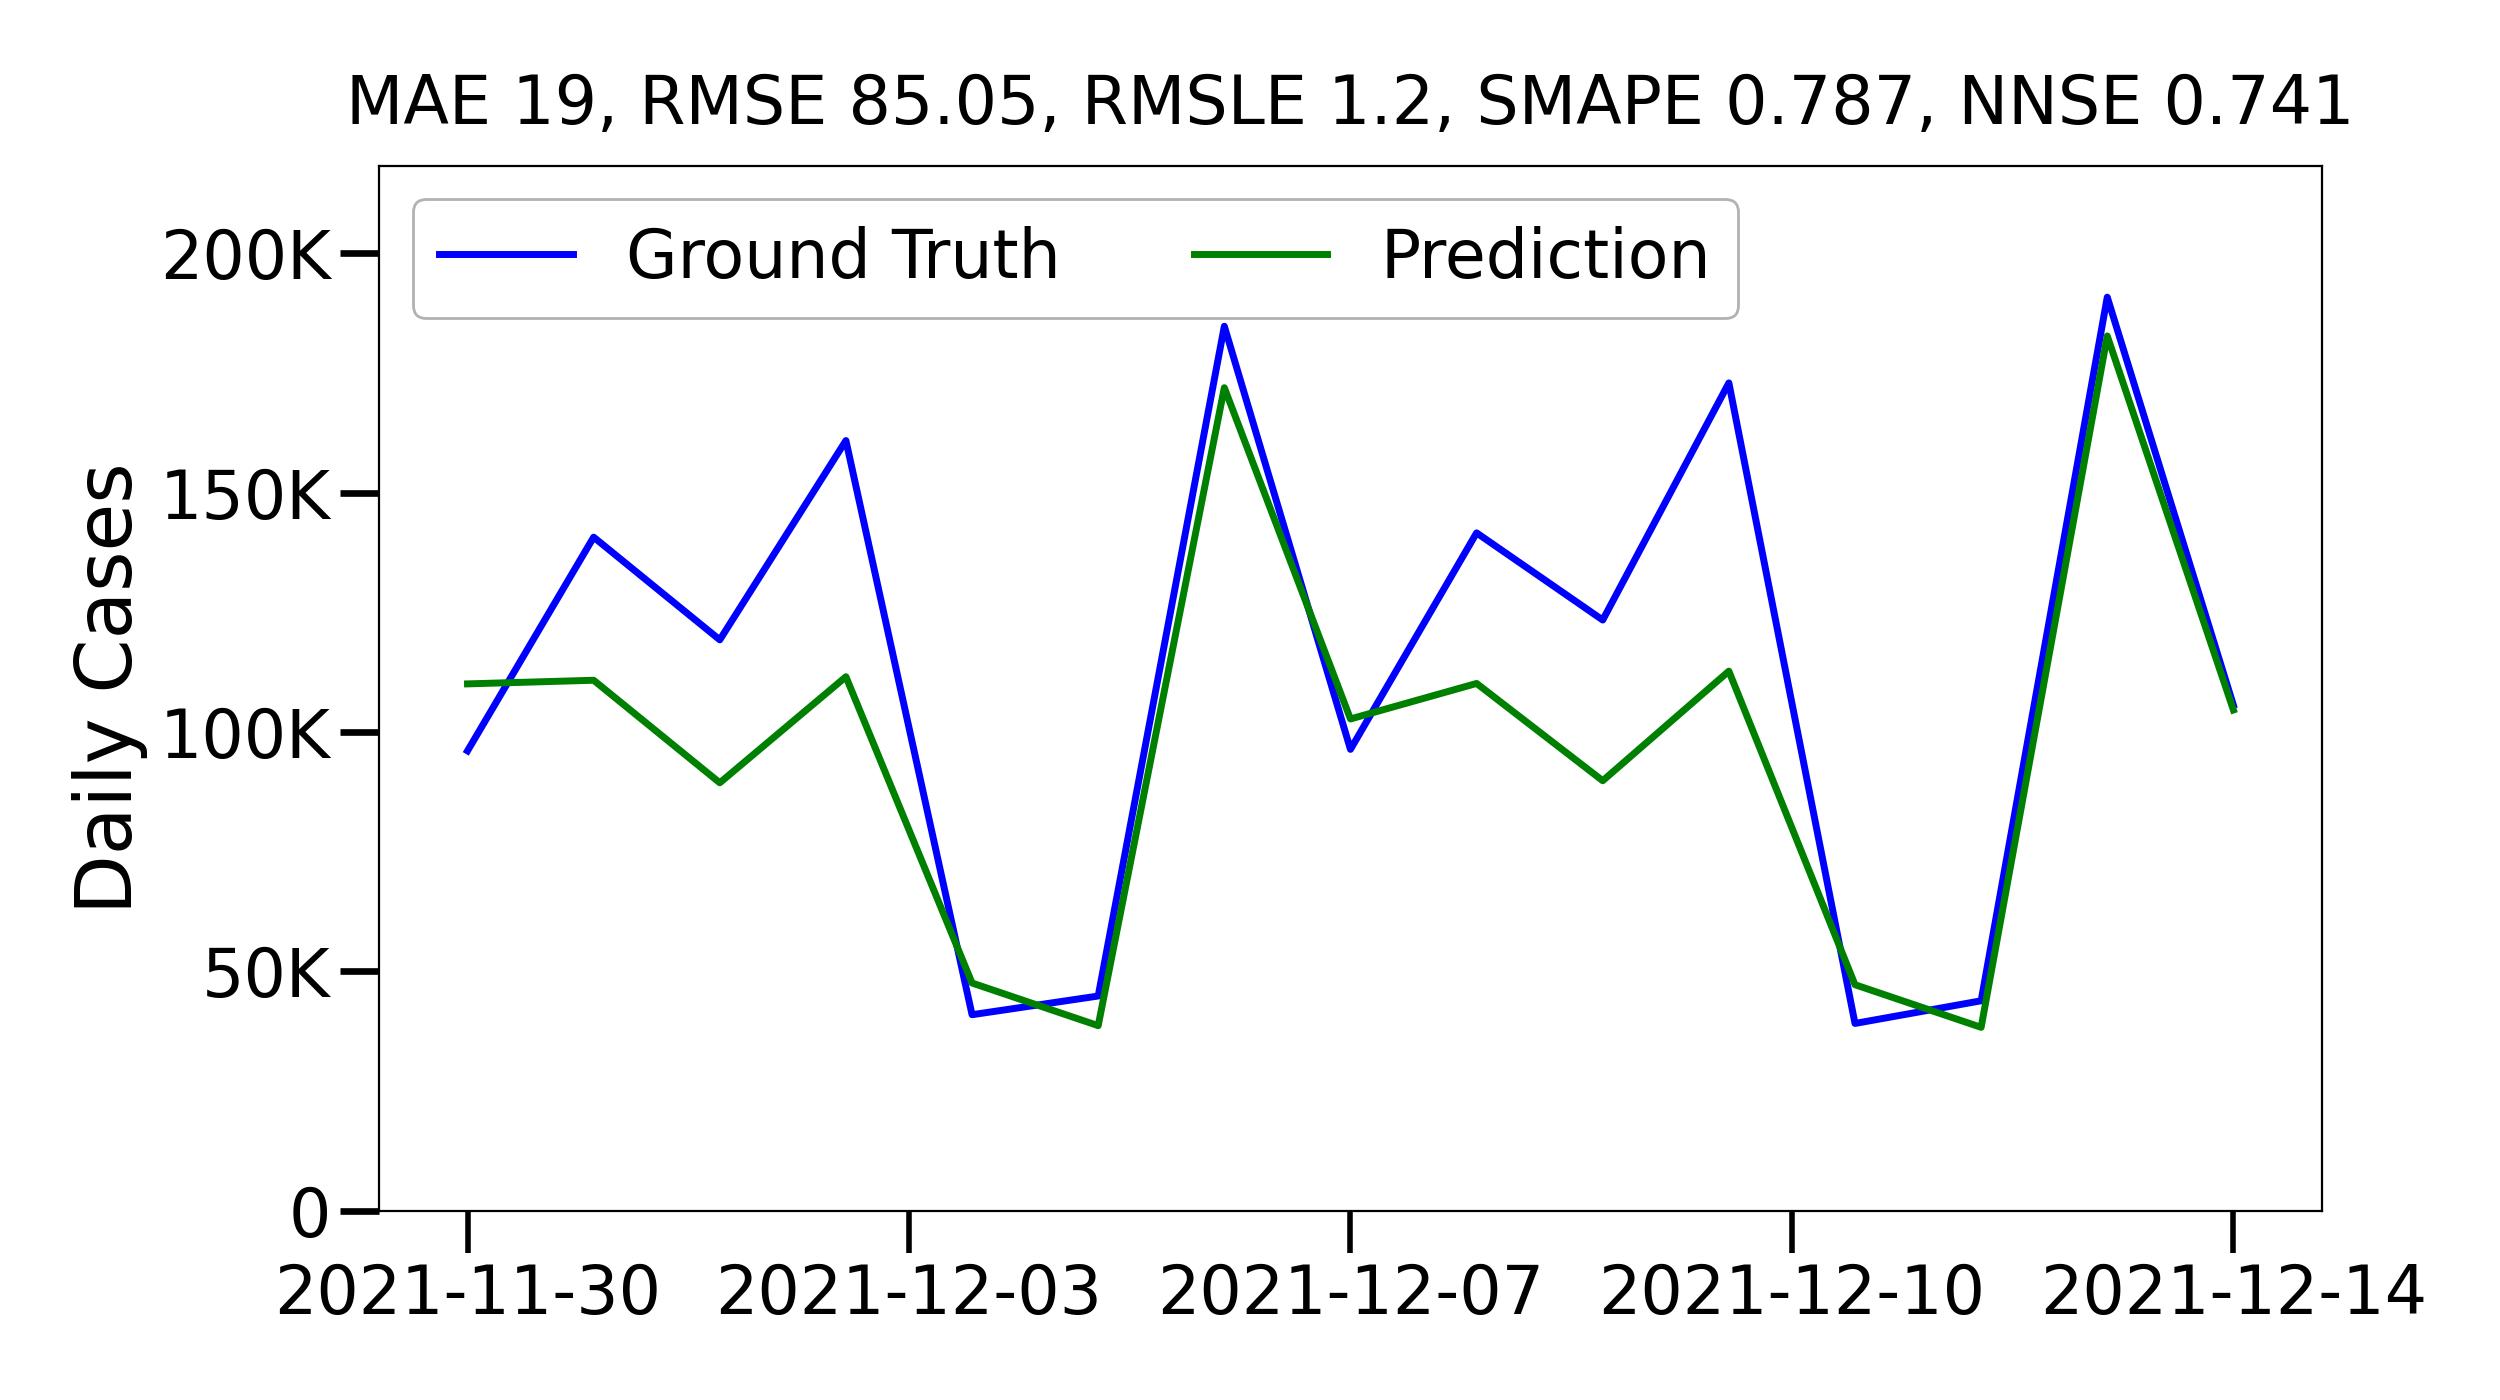 MAE 19, RMSE 85.05, RMSLE 1.2, SMAPE 0.787, NNSE 0.741
Ground Truth Prediction
Daily Cases
200K
150K
100K
50K
0
2021-11-30 2021-12-03 2021-12-07 2021-12-10 2021-12-14